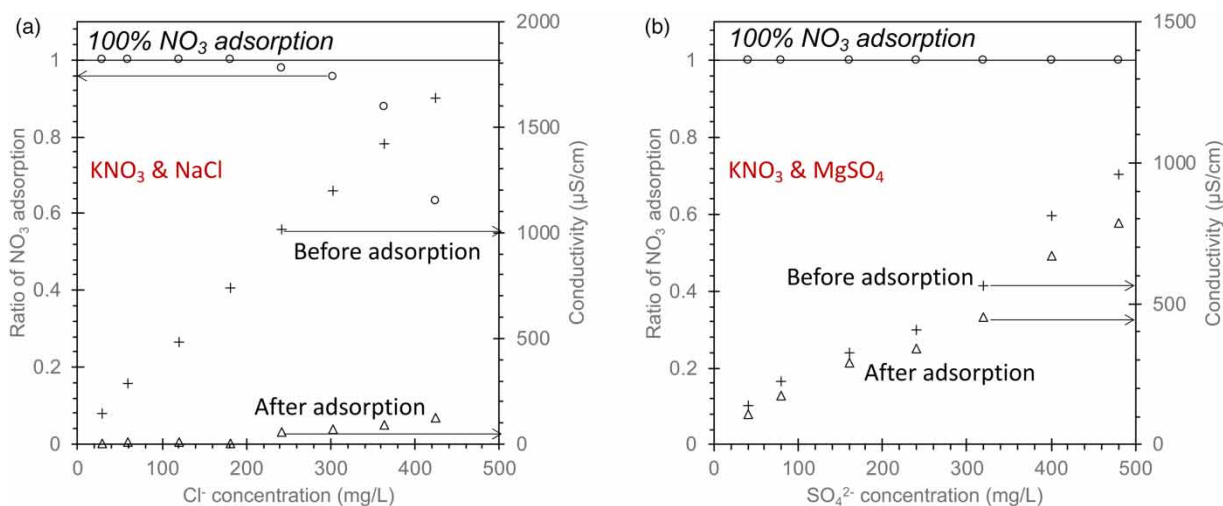 (a)
100% NO3 adsorption
KNO3 & NaCl
Before adsorption
After adsorption
Ratio of NO3 adsorption
1
0.8
0.6
0.4
0.2
0
0 100 200 300 400 500
Cl- concentration (mg/L)
2000
1500
1000
500
0
Conductivity (µS/cm)
(b)
100% NO3 adsorption
KNO3 & MgSO4
Before adsorption
After adsorption
Ratio of NO3 adsorption
1
0.8
0.6
0.4
0.2
0
0 100 200 300 400 500
SO42- concentration (mg/L)
1500
1000
500
0
Conductivity (µS/cm)